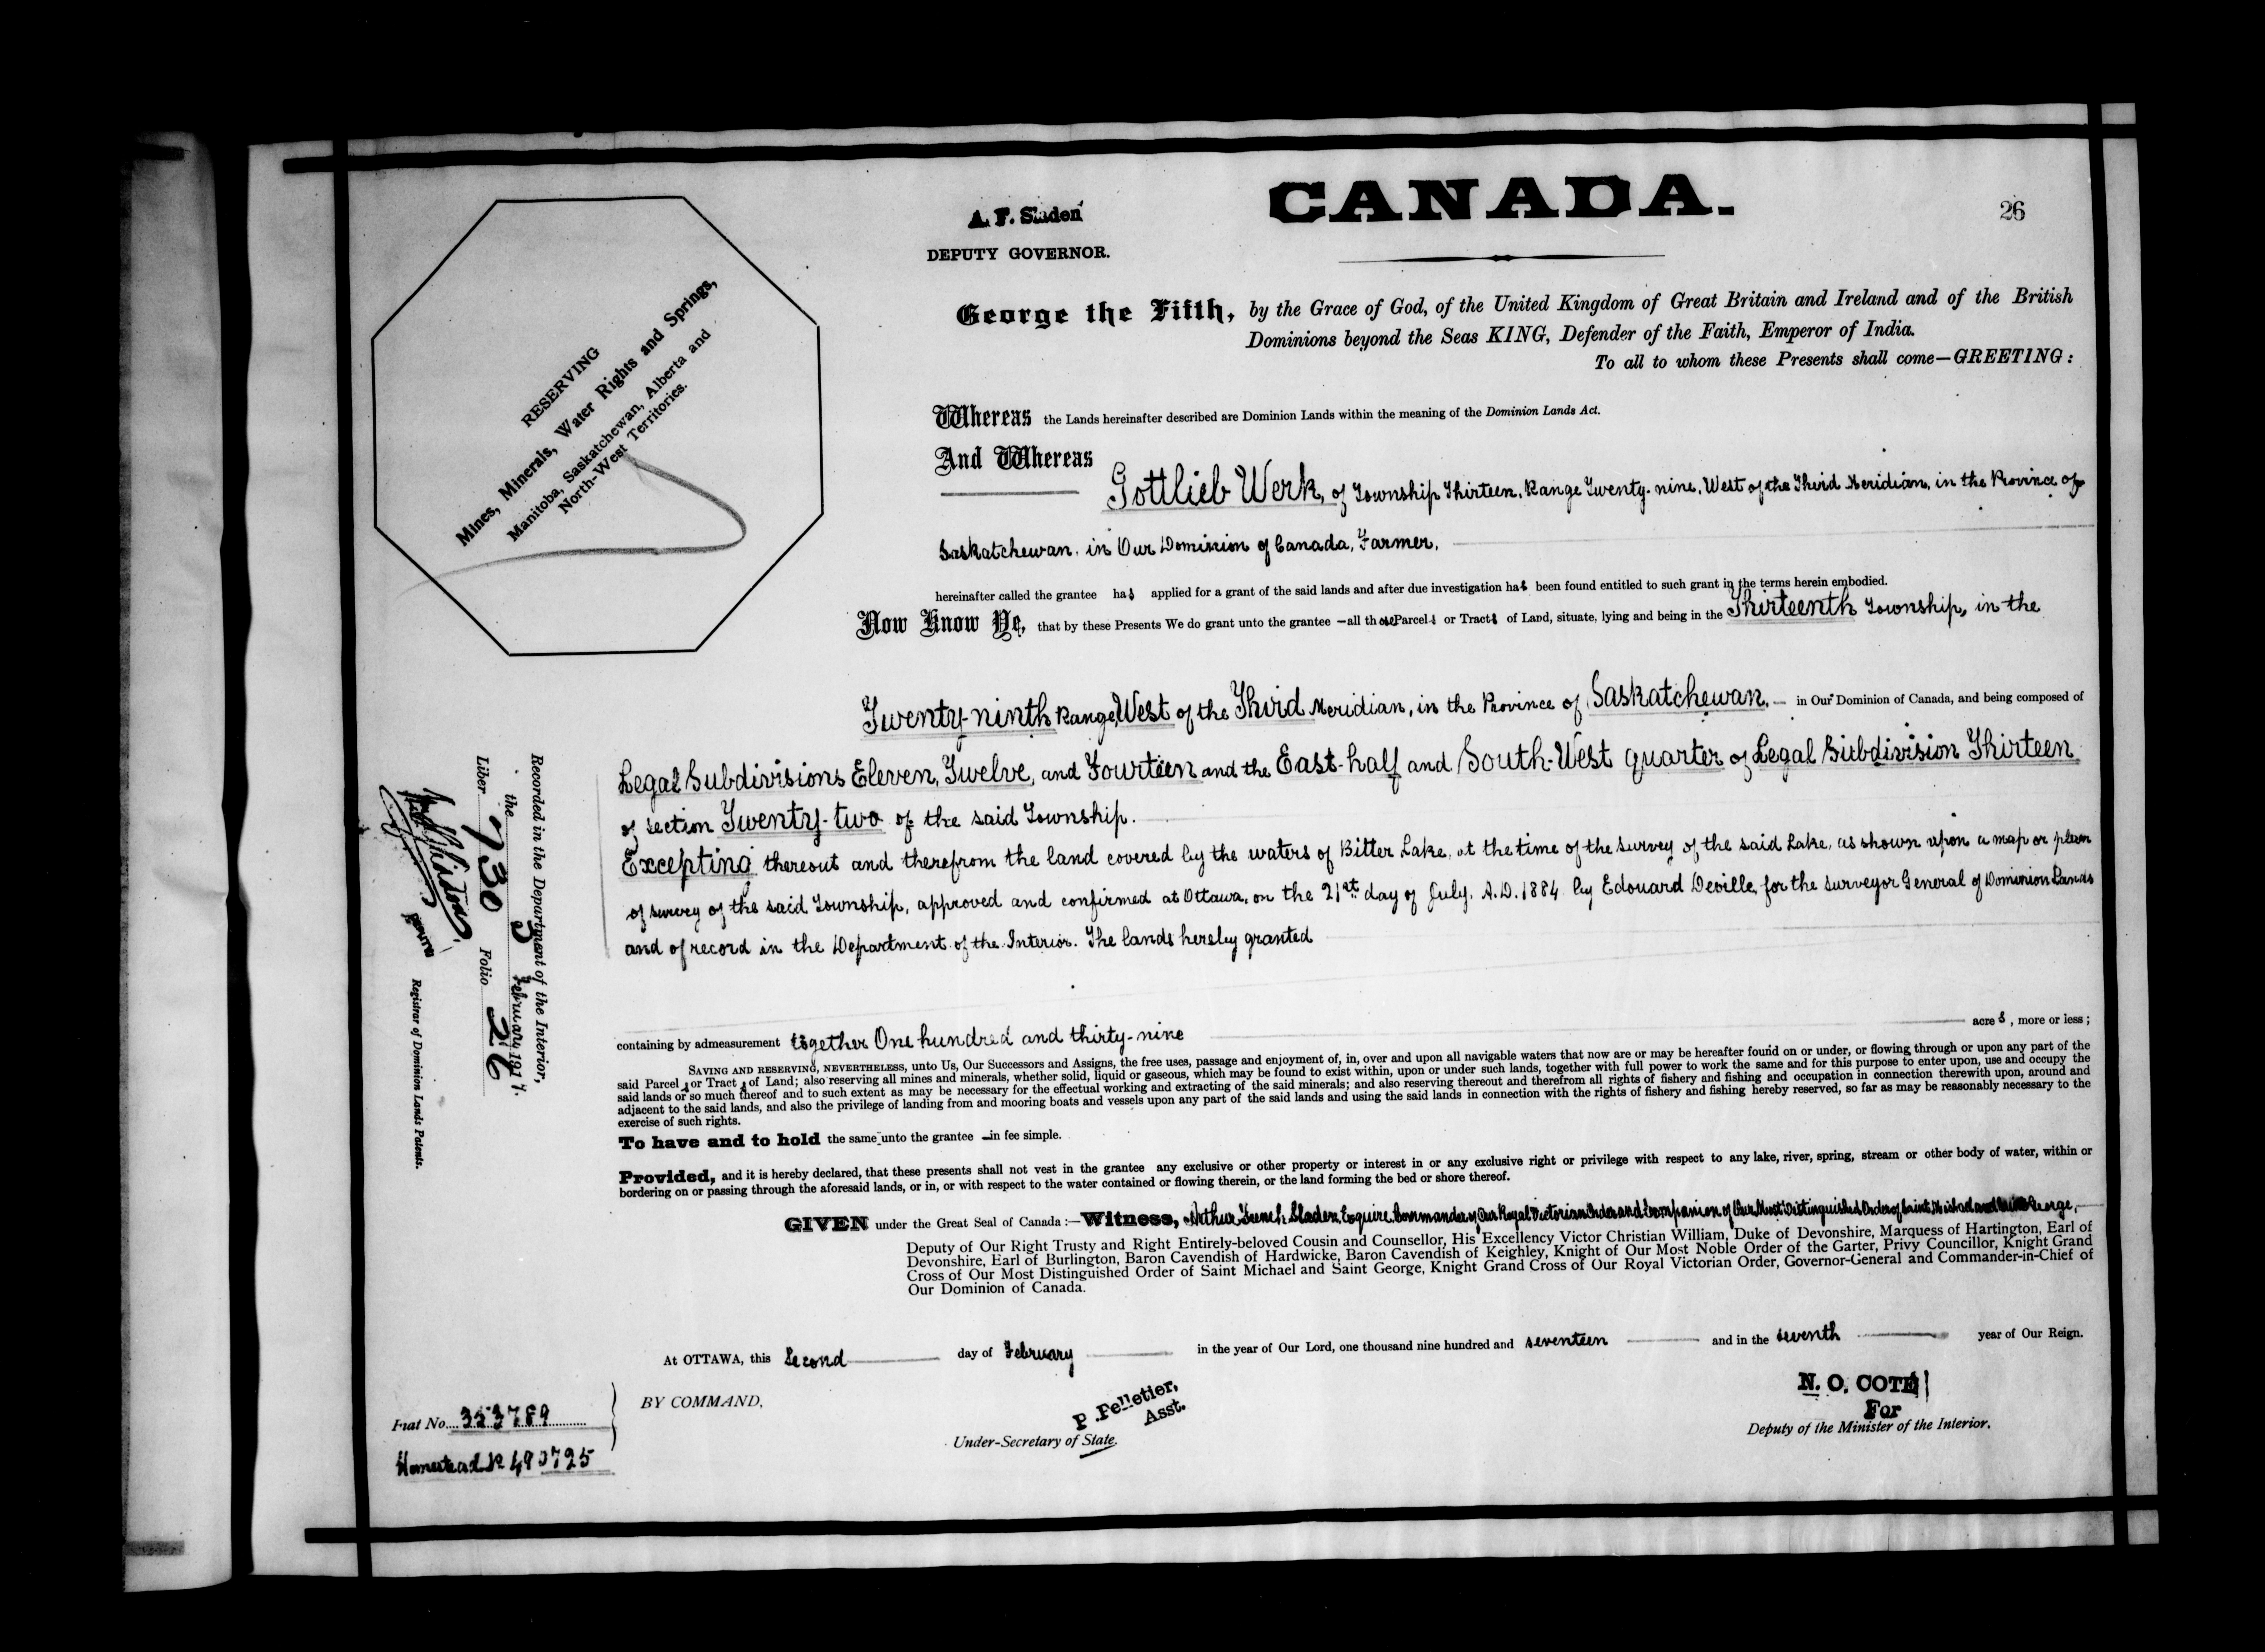 CANADA.
26
A. F. Sladen
DEPUTY GOVERNOR.
George the Fifth, by the Grace of God, of the United Kingdom of Great Britain and Ireland and of the British
Dominions beyond the Seas KING, Defender of the Faith, Emperor of India.
To all to whom these Presents shall come—GREETING:
RESERVING
Mines, Minerals, Water Rights and Springs,
Manitoba, Saskatchewan, Alberta and
North-West Territories.
Whereas the Lands hereinafter described are Dominion Lands within the meaning of the Dominion Lands Act.
And Whereas
Gottlieb Werk, of Township Thirteen, Range Twenty-nine, West of the Third Meridian, in the Province of
Saskatchewan, in Our Dominion of Canada, Farmer,
hereinafter called the grantee has applied for a grant of the said lands and after due investigation has been found entitled to such grant in the terms herein embodied.
Now Know Ye, that by these Presents We do grant unto the grantee —all those Parcels or Tracts of Land, situate, lying and being in the Thirteenth Township, in the
Twenty-ninth Range, West of the Third Meridian, in the Province of Saskatchewan, — in Our Dominion of Canada, and being composed of
Legal Subdivisions Eleven, Twelve, and Fourteen and the East-half and South-West quarter of Legal Subdivision Thirteen
of Section Twenty-two of the said Township.
Excepting thereout and therefrom the land covered by the waters of Bitter Lake, at the time of the survey of the said Lake, as shown upon a map or plan
of survey of the said Township, approved and confirmed at Ottawa, on the 21st day of July, A.D. 1884 by Edouard Deville, for the Surveyor General of Dominion Lands
and of record in the Department of the Interior. The lands hereby granted
containing by admeasurement together One hundred and thirty-nine acres, more or less;
SAVING AND RESERVING, NEVERTHELESS, unto Us, Our Successors and Assigns, the free uses, passage and enjoyment of, in, over and upon all navigable waters that now are or may be hereafter found on or under, or flowing through or upon any part of the
said Parcels or Tracts of Land; also reserving all mines and minerals, whether solid, liquid or gaseous, which may be found to exist within, upon or under such lands, together with full power to work the same and for this purpose to enter upon, use and occupy the
said lands or so much thereof and to such extent as may be necessary for the effectual working and extracting of the said minerals; and also reserving thereout and therefrom all rights of fishery and fishing and occupation in connection therewith upon, around and
adjacent to the said lands, and also the privilege of landing from and mooring boats and vessels upon any part of the said lands and using the said lands in connection with the rights of fishery and fishing hereby reserved, so far as may be reasonably necessary to the
exercise of such rights.
To have and to hold the same unto the grantee —in fee simple.
Provided, and it is hereby declared, that these presents shall not vest in the grantee any exclusive or other property or interest in or any exclusive right or privilege with respect to any lake, river, spring, stream or other body of water, within or
bordering on or passing through the aforesaid lands, or in, or with respect to the water contained or flowing therein, or the land forming the bed or shore thereof.
GIVEN under the Great Seal of Canada:—Witness, Arthur French Sladen, Esquire, Commander of Our Royal Victorian Order and Companion of Our Most Distinguished Order of Saint Michael and Saint George,
Deputy of Our Right Trusty and Right Entirely-beloved Cousin and Counsellor, His Excellency Victor Christian William, Duke of Devonshire, Marquess of Hartington, Earl of
Devonshire, Earl of Burlington, Baron Cavendish of Hardwicke, Baron Cavendish of Keighley, Knight of Our Most Noble Order of the Garter, Privy Councillor, Knight Grand
Cross of Our Most Distinguished Order of Saint Michael and Saint George, Knight Grand Cross of Our Royal Victorian Order, Governor-General and Commander-in-Chief of
Our Dominion of Canada.
At OTTAWA, this Second day of February in the year of Our Lord, one thousand nine hundred and seventeen and in the seventh year of Our Reign.
BY COMMAND,
P. Pelletier,
Asst.
Under-Secretary of State.
N. O. COTÉ
For
Deputy of the Minister of the Interior.
Recorded in the Department of the Interior,
the 3 February 1917.
Liber 730 Folio 26
Registrar of Dominion Lands Patents.
Fiat No. 353789
Homestead No 490725